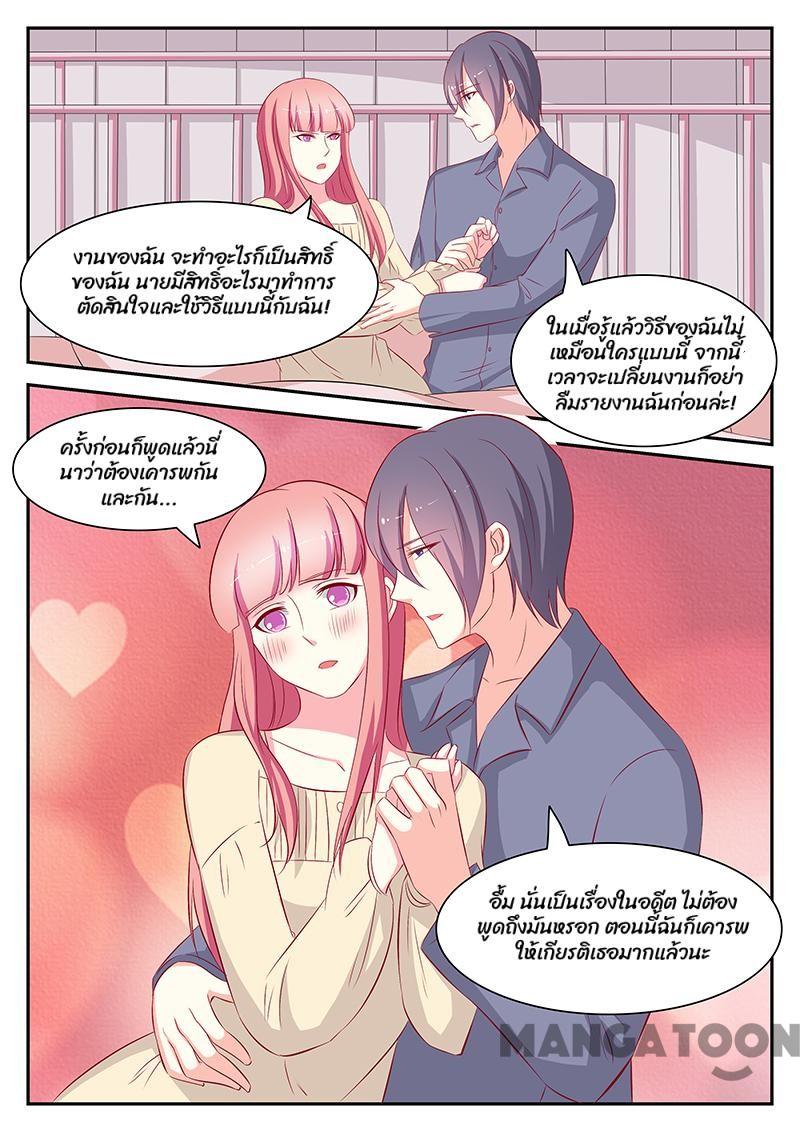 งานของฉัน จะทำอะไรก็เป็นสิทธิ์
ของฉัน นายมีสิทธิ์อะไรมาทำการ
ตัดสินใจและใช้วิธีแบบนี้กับฉัน!
ในเมื่อรู้แล้ววิธีของฉันไม่
เหมือนใครแบบนี้ จากนี้
เวลาจะเปลี่ยนงานก็อย่า
ลืมรายงานฉันก่อนล่ะ!
ครั้งก่อนก็พูดแล้วนี่
นาว่าต้องเคารพกัน
และกัน...
อื้ม นั่นเป็นเรื่องในอดีต ไม่ต้อง
พูดถึงมันหรอก ตอนนี้ฉันก็เคารพ
ให้เกียรติเธอมากแล้วนะ
MANGATOON